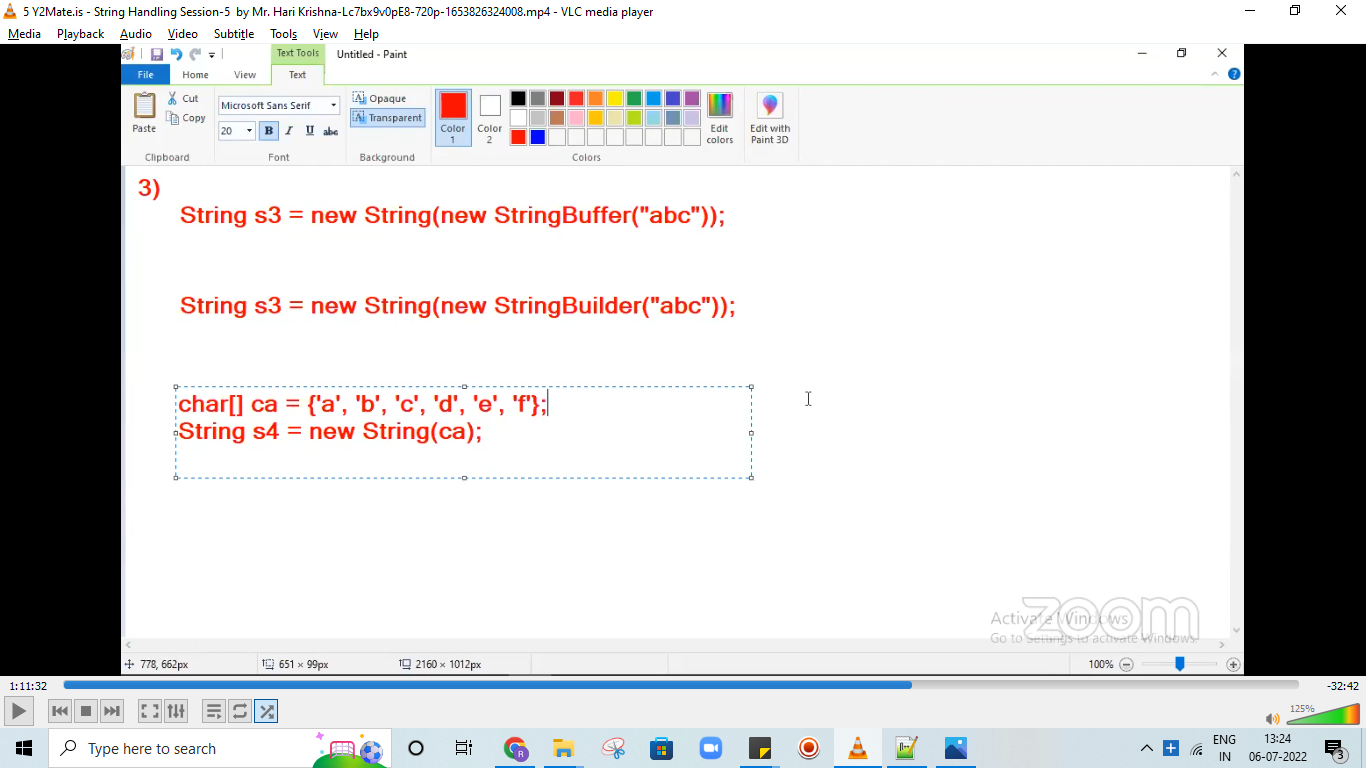 5 Y2Mate.is - String Handling Session-5 by Mr. Hari Krishna-Lc7bx9v0pE8-720p-1653826324008.mp4 - VLC media player
Media Playback Audio Video Subtitle Tools View Help
Text Tools Untitled - Paint
File Home View Text
Paste Cut Copy
Microsoft Sans Serif
20 B I U abc
Opaque
Transparent
Color 1
Color 2
Edit colors
Edit with Paint 3D
Clipboard Font Background Colors
3)
String s3 = new String(new StringBuffer("abc"));
String s3 = new String(new StringBuilder("abc"));
char[] ca = {'a', 'b', 'c', 'd', 'e', 'f'};
String s4 = new String(ca);
zoom
Activate Windows
Go to Settings to activate Windows.
778, 662px 651 × 99px 2160 × 1012px 100%
1:11:32 -32:42
125%
Type here to search
ENG 13:24
IN 06-07-2022 3